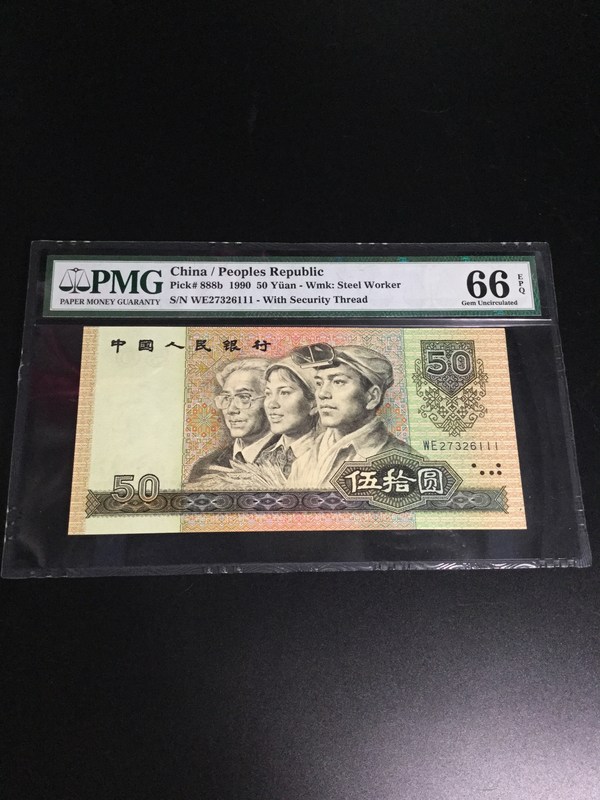 PMG
PAPER MONEY GUARANTY
China / Peoples Republic
Pick# 888b 1990 50 Yüan - Wmk: Steel Worker
S/N WE27326111 - With Security Thread
66 EPQ
Gem Uncirculated
中国人民银行
50
WE27326111
50
伍拾圆